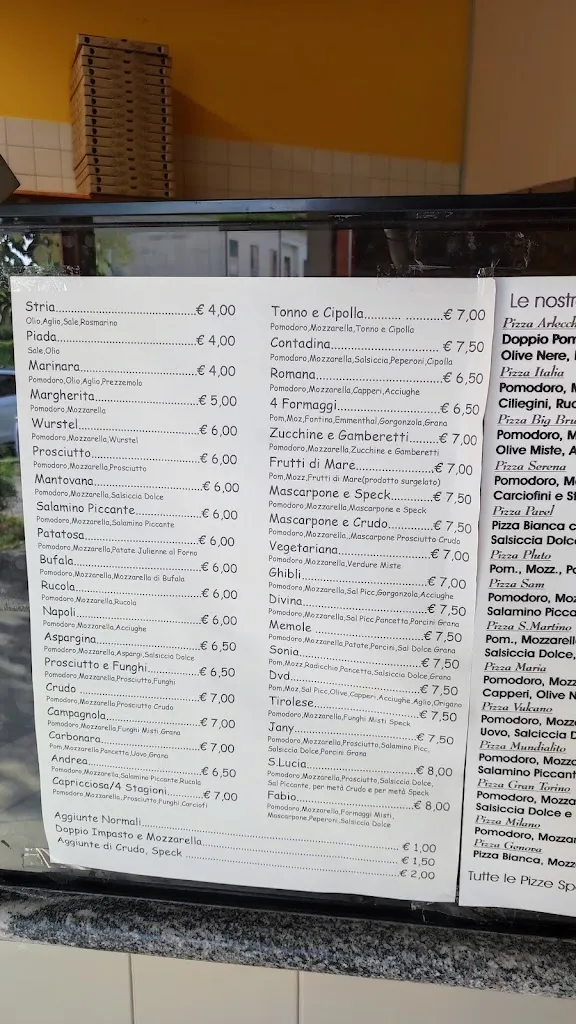 Stria..........€ 4,00
Olio,Aglio,Sale,Rosmarino
Piada..........€ 4,00
Sale,Olio
Marinara..........€ 4,00
Pomodoro,Olio,Aglio,Prezzemolo
Margherita..........€ 5,00
Pomodoro,Mozzarella
Wurstel..........€ 6,00
Pomodoro,Mozzarella,Wurstel
Prosciutto..........€ 6,00
Pomodoro,Mozzarella,Prosciutto
Mantovana..........€ 6,00
Pomodoro,Mozzarella,Salsiccia Dolce
Salamino Piccante..........€ 6,00
Pomodoro,Mozzarella,Salamino Piccante
Patatosa..........€ 6,00
Pomodoro,Mozzarella,Patate Julienne al Forno
Bufala..........€ 6,00
Pomodoro,Mozzarella,Mozzarella di Bufala
Rucola..........€ 6,00
Pomodoro,Mozzarella,Rucola
Napoli..........€ 6,00
Pomodoro,Mozzarella,Acciughe
Aspargina..........€ 6,50
Pomodoro,Mozzarella,Aspargi,Salsiccia Dolce
Prosciutto e Funghi..........€ 6,50
Pomodoro,Mozzarella,Prosciutto,Funghi
Crudo..........€ 7,00
Pomodoro,Mozzarella,Prosciutto Crudo
Campagnola..........€ 7,00
Pomodoro,Mozzarella,Funghi Misti,Grana
Carbonara..........€ 7,00
Pom,Mozzarella,Pancetta,Uovo,Grana
Andrea..........€ 6,50
Pomodoro,Mozzarella,Salamino Piccante,Rucola
Capricciosa/4 Stagioni..........€ 7,00
Pomodoro,Mozzarella,,Prosciutto,Funghi,Carciofi
Tonno e Cipolla..........€ 7,00
Pomodoro,Mozzarella,Tonno e Cipolla
Contadina..........€ 7,50
Pomodoro,Mozzarella,Salsiccia,Peperoni,Cipolla
Romana..........€ 6,50
Pomodoro,Mozzarella,Capperi,Acciughe
4 Formaggi..........€ 6,50
Pom,Moz,Fontina,Emmenthal,Gorgonzola,Grana
Zucchine e Gamberetti..........€ 7,00
Pomodoro,Mozzarella,Zucchine e Gamberetti
Frutti di Mare..........€ 7,00
Pom,Mozz,Frutti di Mare(prodotto surgelato)
Mascarpone e Speck..........€ 7,50
Pomodoro,Mozzarella,Mascarpone e Speck
Mascarpone e Crudo..........€ 7,50
Pomodoro,Mozzarella,,Mascarpone Prosciutto Crudo
Vegetariana..........€ 7,00
Pomodoro,Mozzarella,Verdure Miste
Ghibli..........€ 7,00
Pomodoro,Mozzarella,Sal Picc,Gorgonzola,Acciughe
Divina..........€ 7,50
Pomodoro,Mozzarella,Sal Picc,Pancetta,Porcini Grana
Memole..........€ 7,50
Pomodoro,Mozzarella,Patate,Porcini,Sal Dolce Grana
Sonia..........€ 7,50
Pom,Mozz,Radicchio,Pancetta,Salsiccia Dolce,Grana
Dvd..........€ 7,50
Pom,Moz,Sal Picc,Olive,Capperi,Acciughe,Aglio,Origano
Tirolese..........€ 7,50
Pomodoro,Mozzarella,Funghi Misti Speck
Jany..........€ 7,50
Pomodoro,Mozzarella,Prosciutto,Salamino Picc,
Salsiccia Dolce,Porcini Grana
S.Lucia..........€ 8,00
Pomodoro,Mozzarella,Prosciutto,Salsiccia Dolce,
Sal Piccante, per metà Crudo e per metà Speck
Fabio..........€ 8,00
Pomodoro,Mozzarella,Formaggi Misti,
Mascarpone,Peperoni,Salsiccia Dolce
Aggiunte Normali..........€ 1,00
Doppio Impasto e Mozzarella..........€ 1,50
Aggiunte di Crudo, Speck..........€ 2,00
Le nostr
Pizza Arlecch
Doppio Pom
Olive Nere,
Pizza Italia
Pomodoro, M
Ciliegini, Ruc
Pizza Big Bru
Pomodoro, M
Olive Miste, A
Pizza Serena
Pomodoro, Mo
Carciofini e S
Pizza Pavel
Pizza Bianca c
Salsiccia Dolce
Pizza Pluto
Pom., Mozz., Po
Pizza Sam
Pomodoro, Moz
Salamino Picca
Pizza S.Martino
Pom., Mozzarell
Salsiccia Dolce,
Pizza Maria
Pomodoro, Mozz
Capperi, Olive N
Pizza Vulcano
Pomodoro, Mozza
Uovo, Salciccia D
Pizza Mundialito
Pomodoro, Mozza
Salamino Piccant
Pizza Gran Torino
Pomodoro, Mozza
Salsiccia Dolce e
Pizza Milano
Pomodoro, Mozzar
Pizza Genova
Pizza Bianca, Mozz
Tutte le Pizze Sp